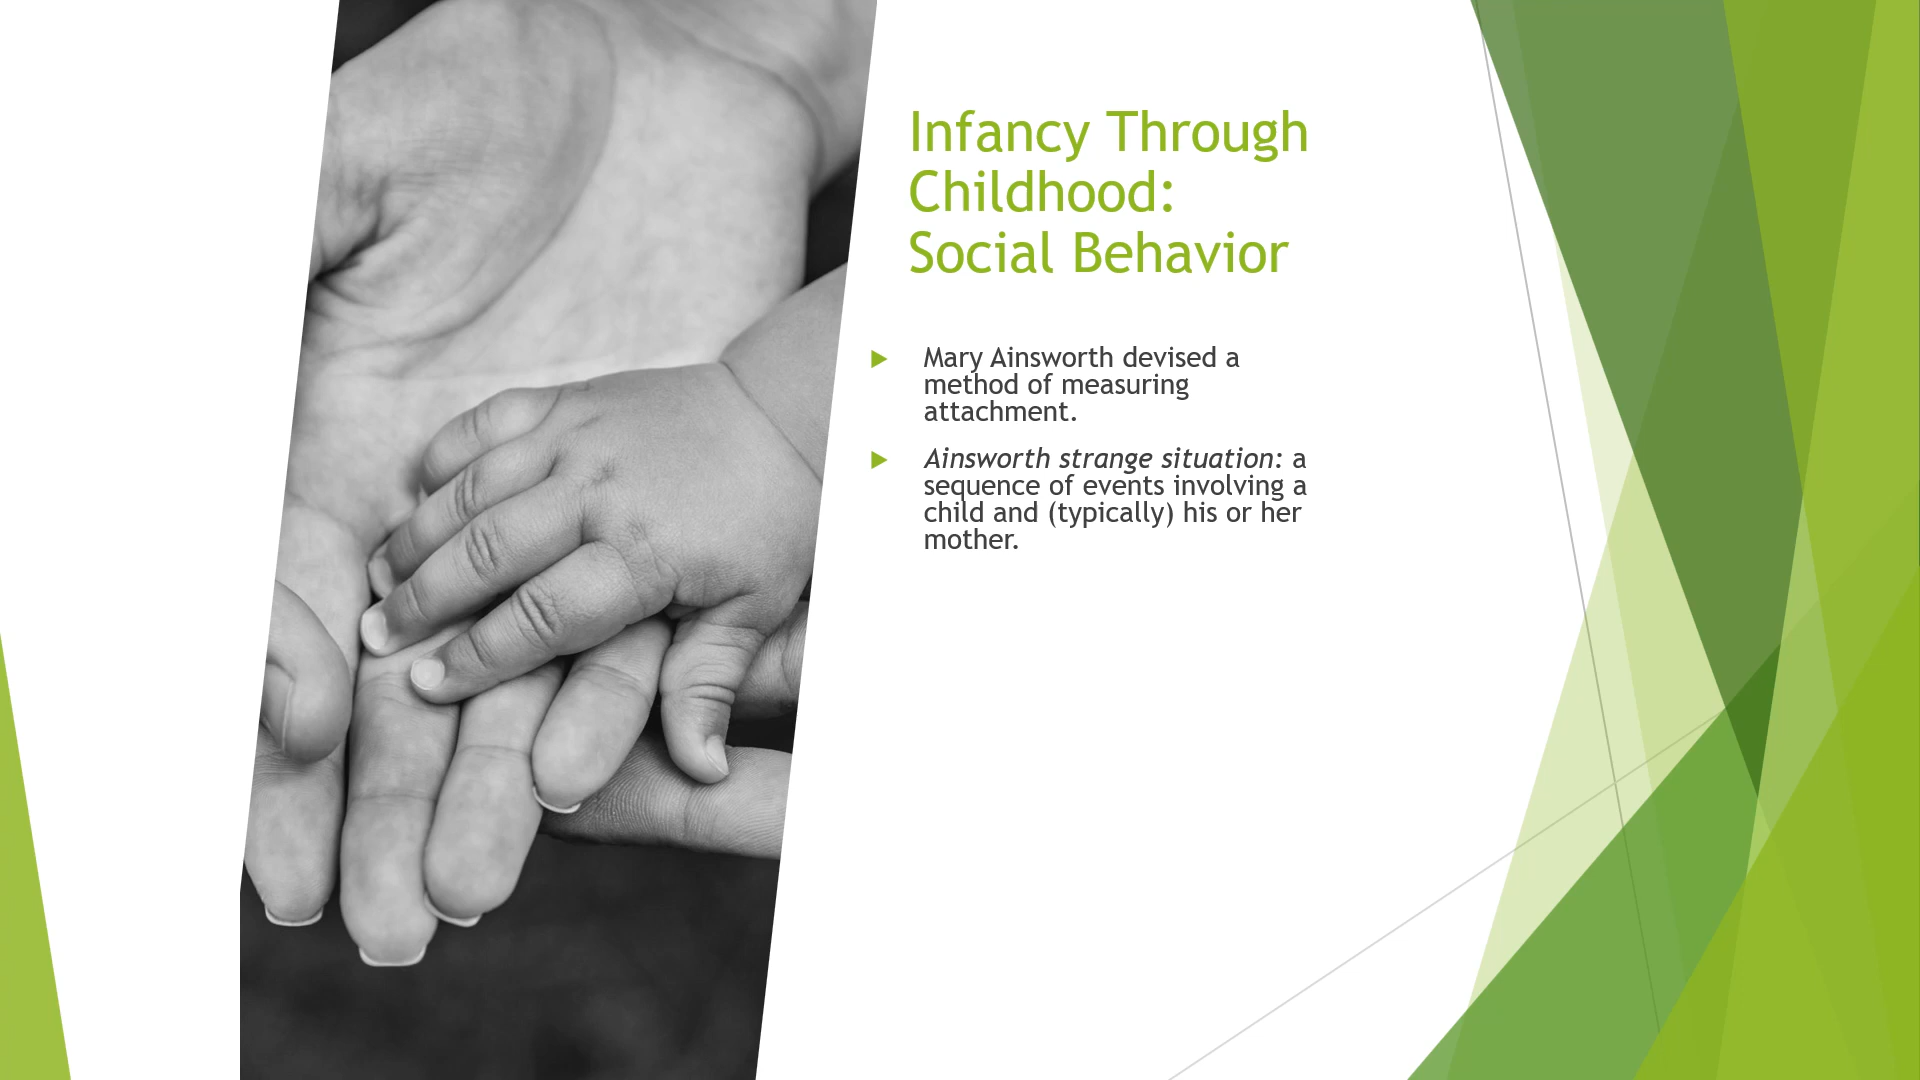 Infancy Through
Childhood:
Social Behavior
Mary Ainsworth devised a
method of measuring
attachment.
Ainsworth strange situation: a
sequence of events involving a
child and (typically) his or her
mother.